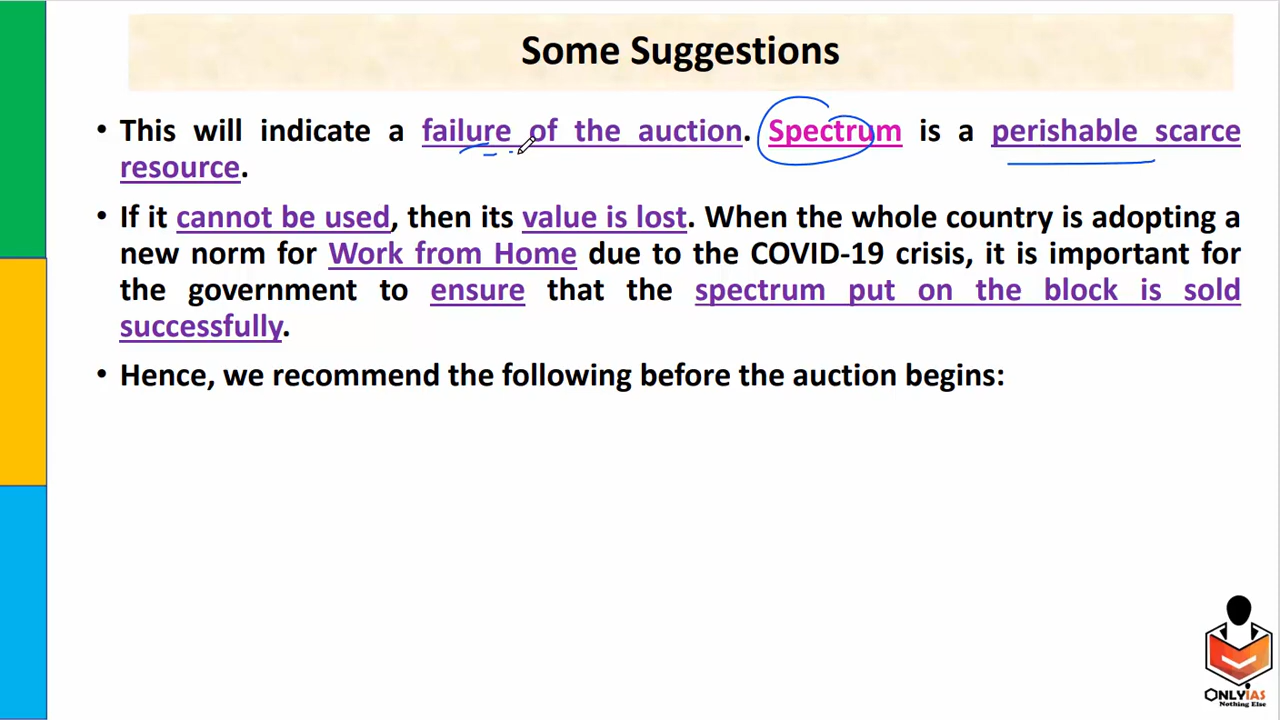 Some Suggestions
• This will indicate a failure of the auction. Spectrum is a perishable scarce
resource.
• If it cannot be used, then its value is lost. When the whole country is adopting a
new norm for Work from Home due to the COVID-19 crisis, it is important for
the government to ensure that the spectrum put on the block is sold
successfully.
• Hence, we recommend the following before the auction begins:
ONLYIAS
Nothing Else